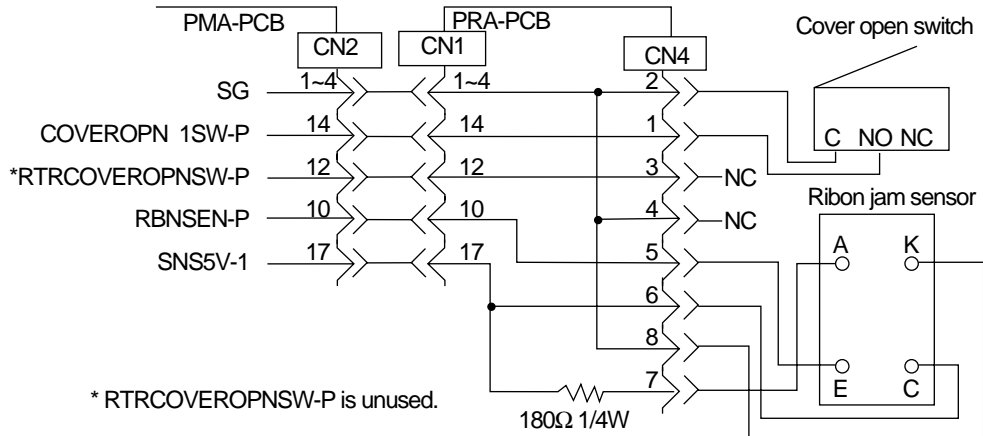 PMA-PCB
PRA-PCB
Cover open switch
CN2
CN1
CN4
SG
1~4
1~4
2
COVEROPN 1SW-P
14
14
1
C NO NC
*RTRCOVEROPNSW-P
12
12
3
NC
Ribon jam sensor
RBNSEN-P
10
10
4
NC
A K
SNS5V-1
17
17
5
6
8
E C
7
* RTRCOVEROPNSW-P is unused.
180Ω 1/4W